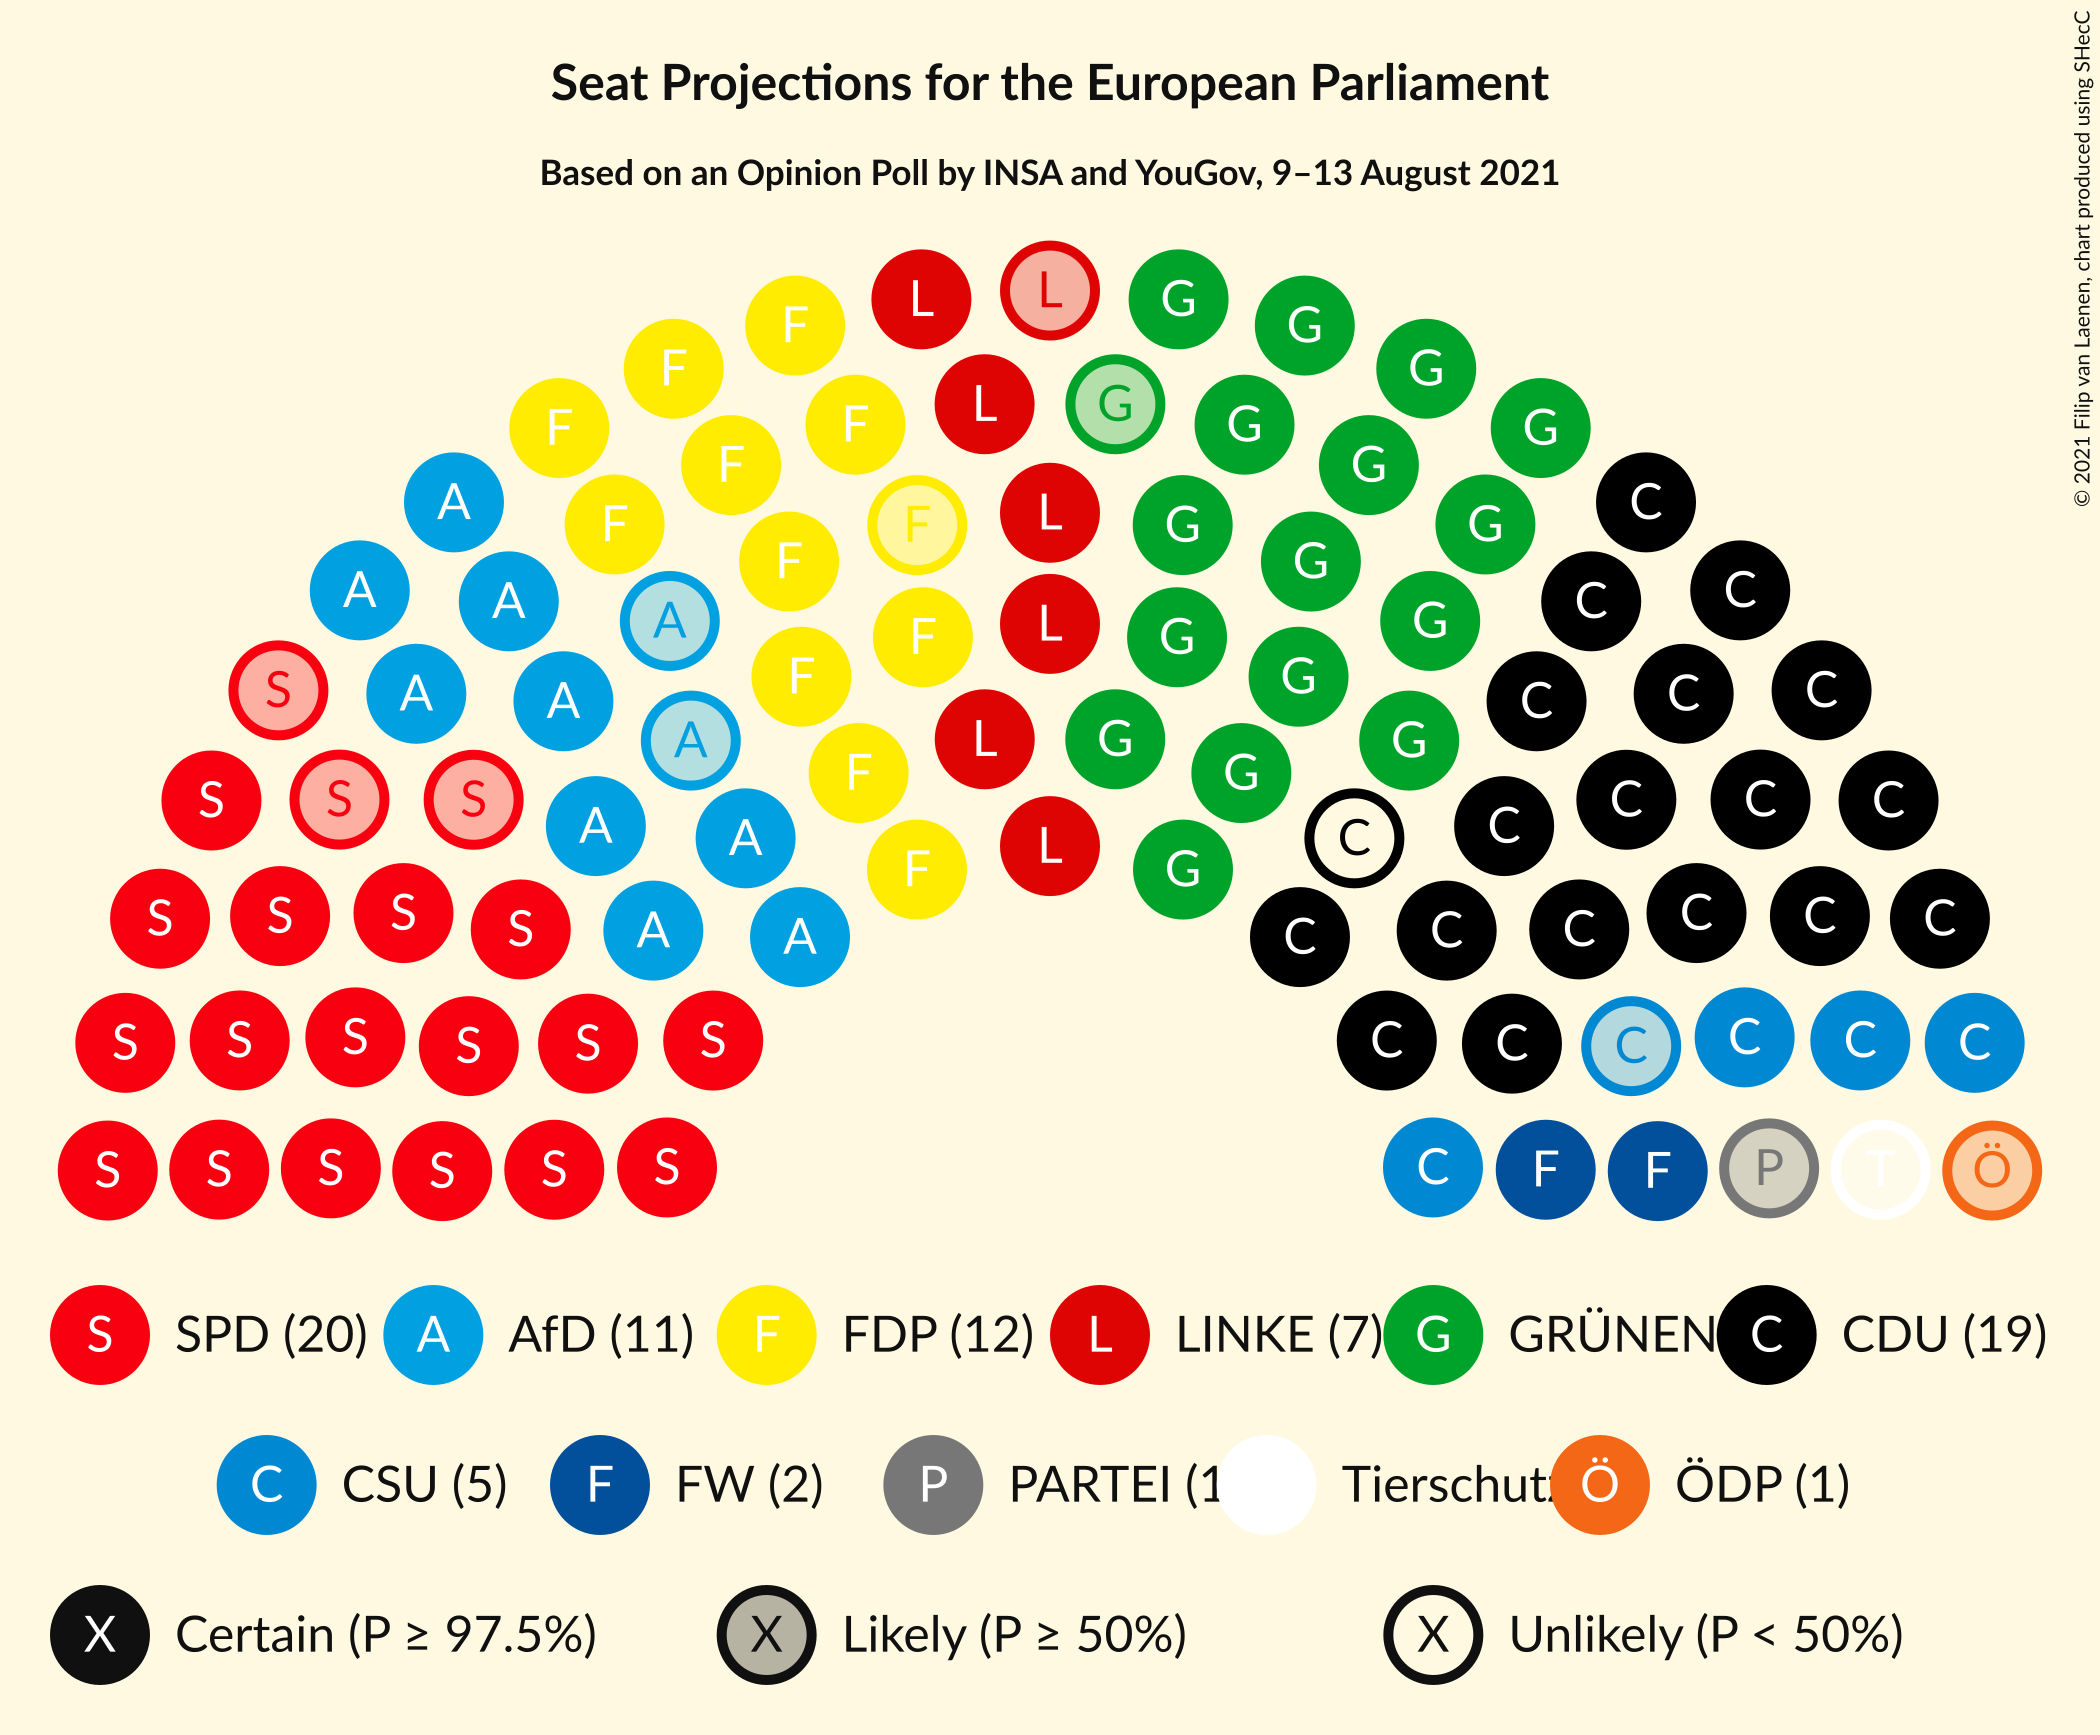 © 2021 Filip van Laenen, chart produced using SHecC
Seat Projections for the European Parliament
Based on an Opinion Poll by INSA and YouGov, 9–13 August 2021
L L G
F G
F G
L G
F F G G
F G
A L C
F F G G
F G
A A C C
A F L G G
S A A F G C C C
A L G G
F G
S S S C C C
A A C C
L
F G
S S S S A A C C C C C C
S S S S S S C C C C C C
S S S S S S C F F P T Ö
S SPD (20) A AfD (11) F FDP (12) L LINKE (7) G GRÜNEN C CDU (19)
C CSU (5) F FW (2) P PARTEI (1 Tierschutz Ö ÖDP (1)
X Certain (P ≥ 97.5%) X Likely (P ≥ 50%) X Unlikely (P < 50%)